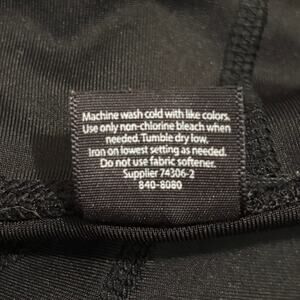 Machine wash cold with like colors.
Use only non-chlorine bleach when
needed. Tumble dry low,
Iron on lowest setting as needed.
Do not use fabric softener.
Supplier 74306-2
840-8080